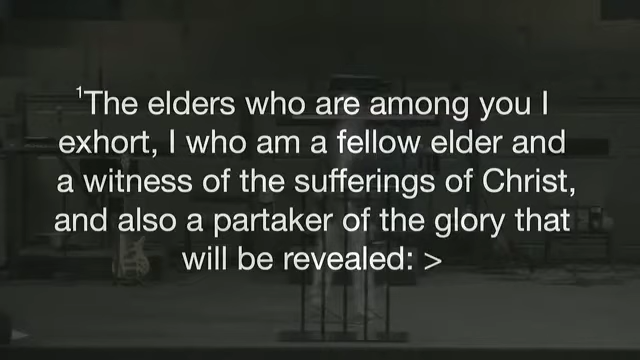 ¹The elders who are among you I
exhort, I who am a fellow elder and
a witness of the sufferings of Christ,
and also a partaker of the glory that
will be revealed: >